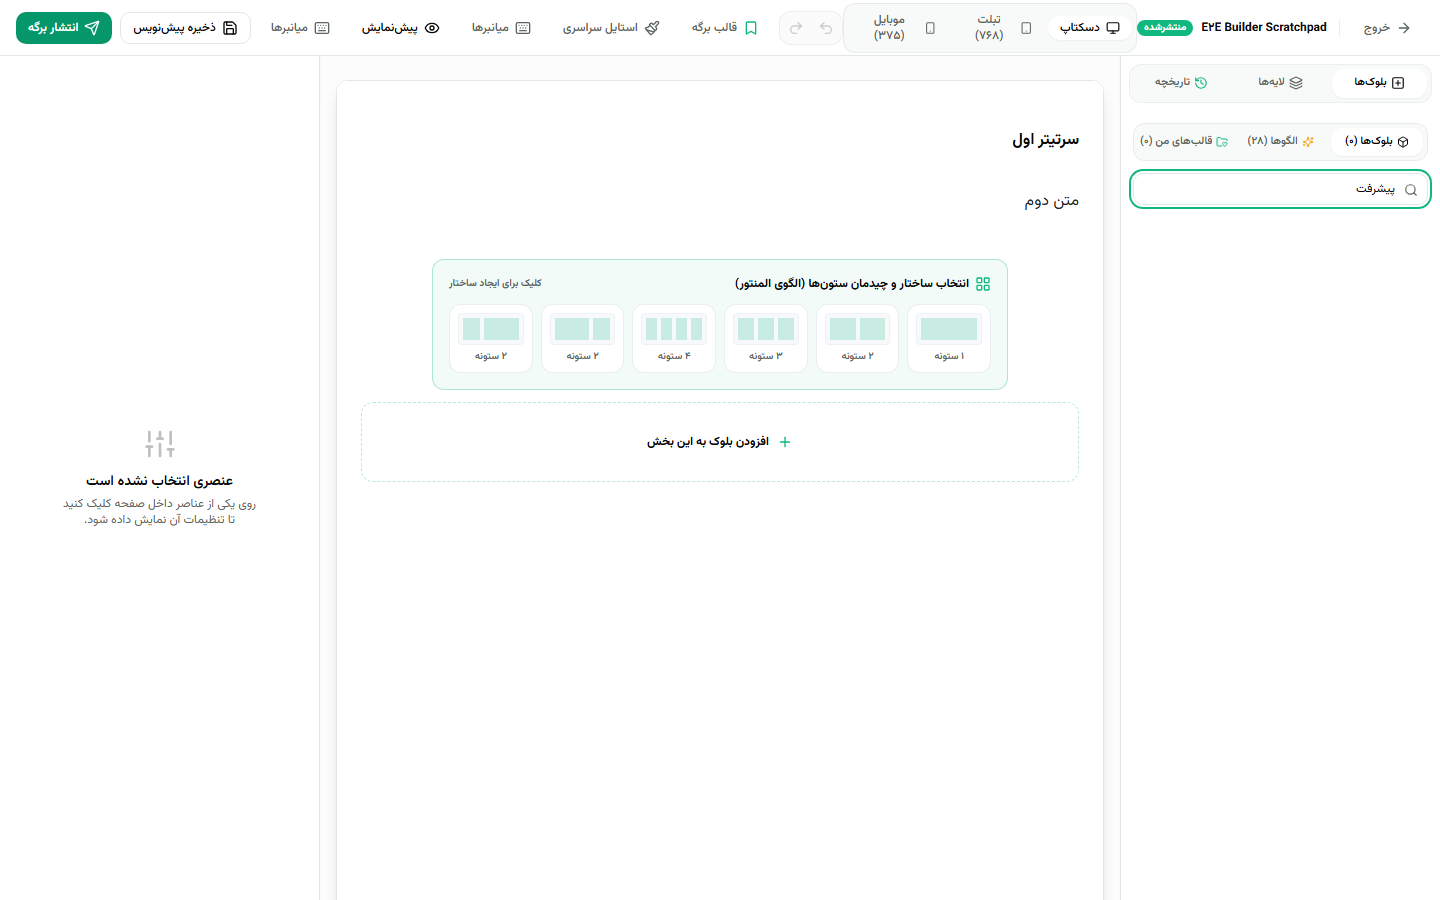 خروج
E2E Builder Scratchpad
منتشرشده
دسکتاپ
تبلت
(۷۶۸)
موبایل
(۳۷۵)
قالب برگه
استایل سراسری
میانبرها
پیش‌نمایش
میانبرها
ذخیره پیش‌نویس
انتشار برگه
بلوک‌ها
لایه‌ها
تاریخچه
بلوک‌ها (۰)
الگوها (۲۸)
قالب‌های من (۰)
پیشرفت
سرتیتر اول
متن دوم
انتخاب ساختار و چیدمان ستون‌ها (الگوی المنتور)
کلیک برای ایجاد ساختار
۱ ستونه
۲ ستونه
۳ ستونه
۴ ستونه
۲ ستونه
۲ ستونه
افزودن بلوک به این بخش
عنصری انتخاب نشده است
روی یکی از عناصر داخل صفحه کلیک کنید
تا تنظیمات آن نمایش داده شود.